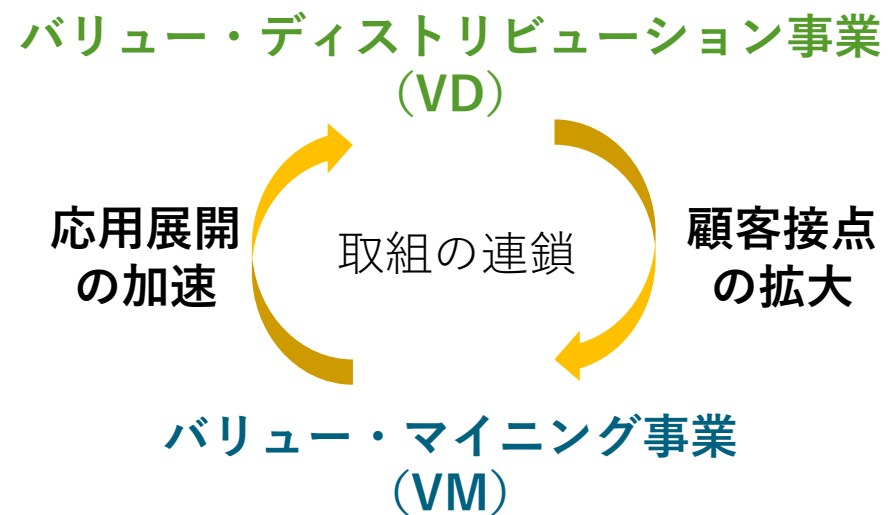 バリュー・ディストリビューション事業
（VD）
応用展開
の加速
取組の連鎖
顧客接点
の拡大
バリュー・マイニング事業
（VM）